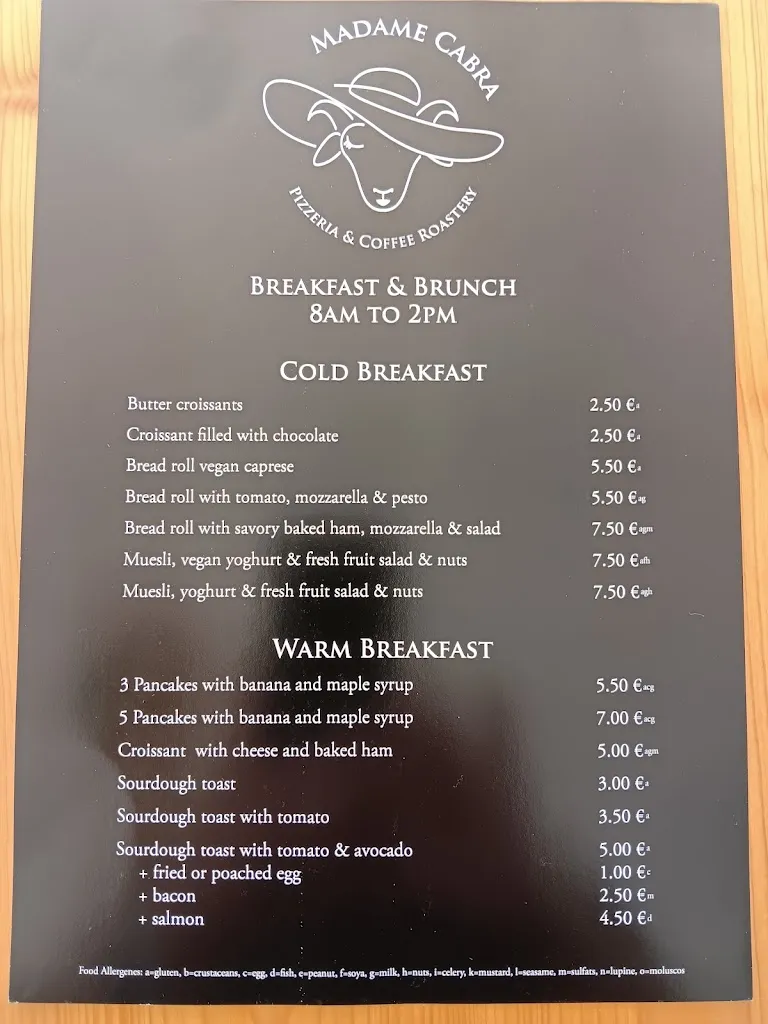 MADAME CABRA
PIZZERIA & COFFEE ROASTERY
BREAKFAST & BRUNCH
8AM TO 2PM
COLD BREAKFAST
Butter croissants 2.50 €a
Croissant filled with chocolate 2.50 €a
Bread roll vegan caprese 5.50 €a
Bread roll with tomato, mozzarella & pesto 5.50 €ag
Bread roll with savory baked ham, mozzarella & salad 7.50 €agm
Muesli, vegan yoghurt & fresh fruit salad & nuts 7.50 €afh
Muesli, yoghurt & fresh fruit salad & nuts 7.50 €agh
WARM BREAKFAST
3 Pancakes with banana and maple syrup 5.50 €acg
5 Pancakes with banana and maple syrup 7.00 €acg
Croissant with cheese and baked ham 5.00 €agm
Sourdough toast 3.00 €a
Sourdough toast with tomato 3.50 €a
Sourdough toast with tomato & avocado 5.00 €a
+ fried or poached egg 1.00 €c
+ bacon 2.50 €m
+ salmon 4.50 €d
Food Allergenes: a=gluten, b=crustaceans, c=egg, d=fish, e=peanut, f=soya, g=milk, h=nuts, i=celery, k=mustard, l=seasame, m=sulfats, n=lupine, o=moluscos